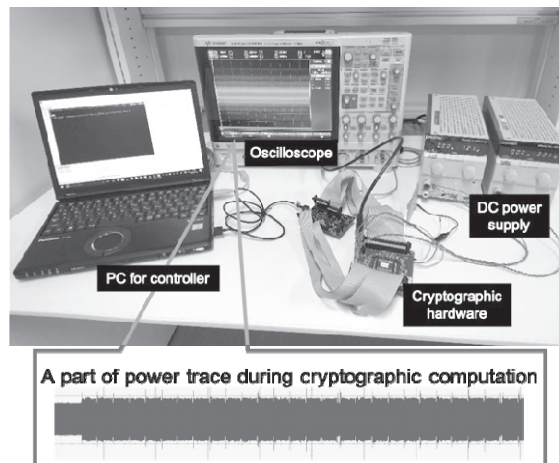 Oscilloscope
DC power
supply
PC for controller
Cryptographic
hardware
A part of power trace during cryptographic computation